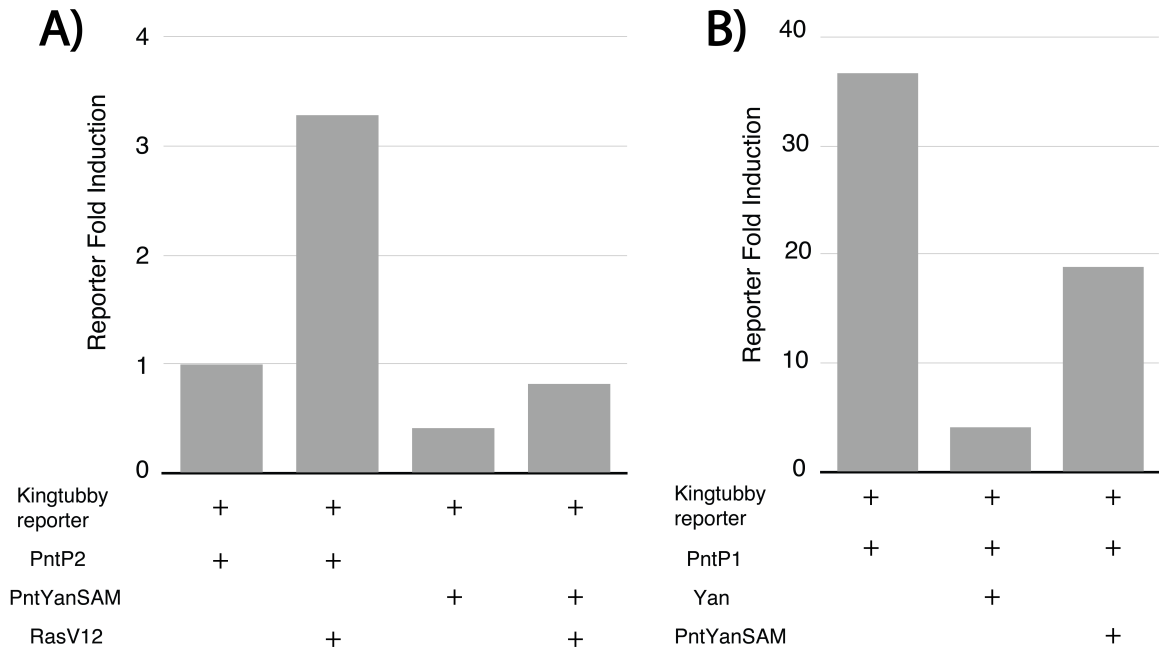 A)
4
3
2
1
0
Reporter Fold Induction
Kingtubby
reporter
+ + + +
PntP2 + +
PntYanSAM + +
RasV12 + +
B)
40
30
20
10
0
Reporter Fold Induction
Kingtubby
reporter
+ + +
PntP1 + + +
Yan +
PntYanSAM +